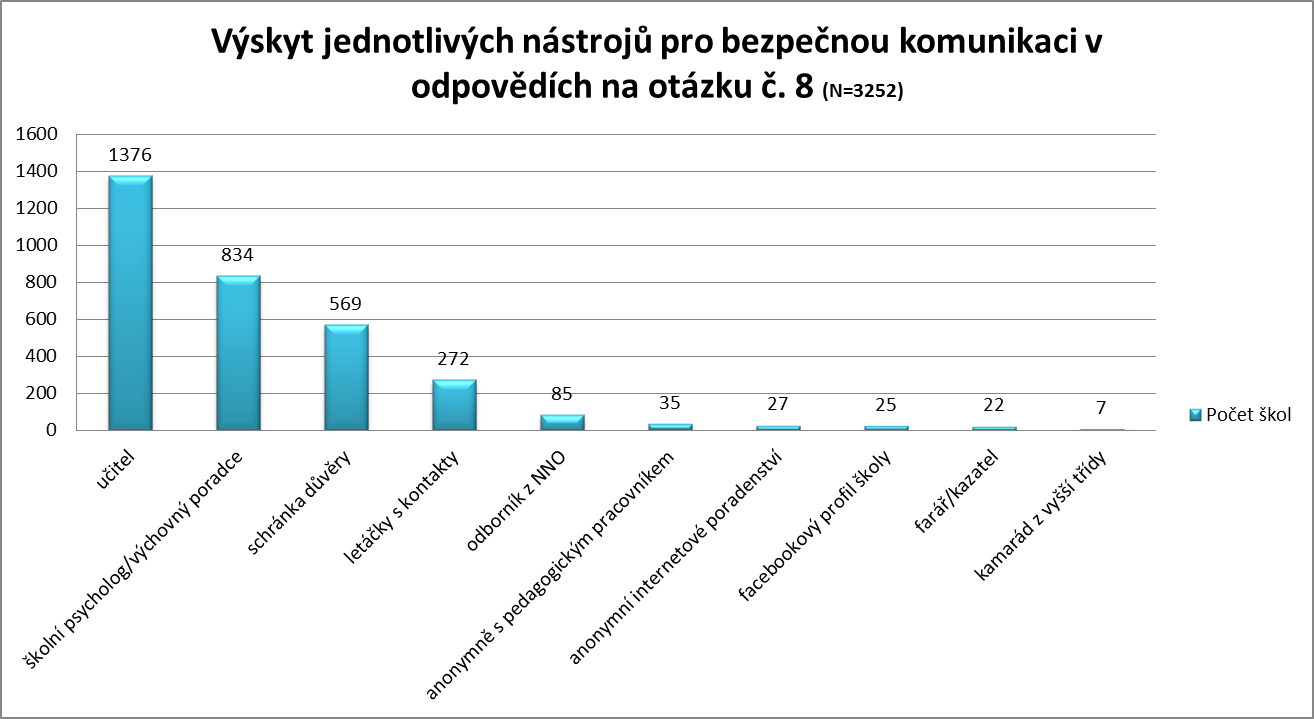 Výskyt jednotlivých nástrojů pro bezpečnou komunikaci v
odpovědích na otázku č. 8 (N=3252)
1600
1400
1200
1000
800
600
400
200
0
1376
834
569
272
85
35
27
25
22
7
učitel
školní psycholog/výchovný poradce
schránka důvěry
letáčky s kontakty
odborník z NNO
anonymně s pedagogickým pracovníkem
anonymní internetové poradenství
facebookový profil školy
farář/kazatel
kamarád z vyšší třídy
Počet škol